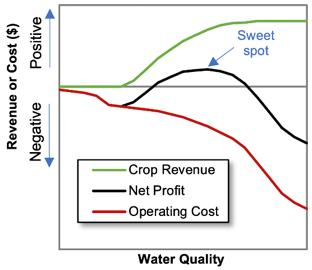 Revenue or Cost ($)
Positive
Negative
Sweet
spot
Crop Revenue
Net Profit
Operating Cost
Water Quality